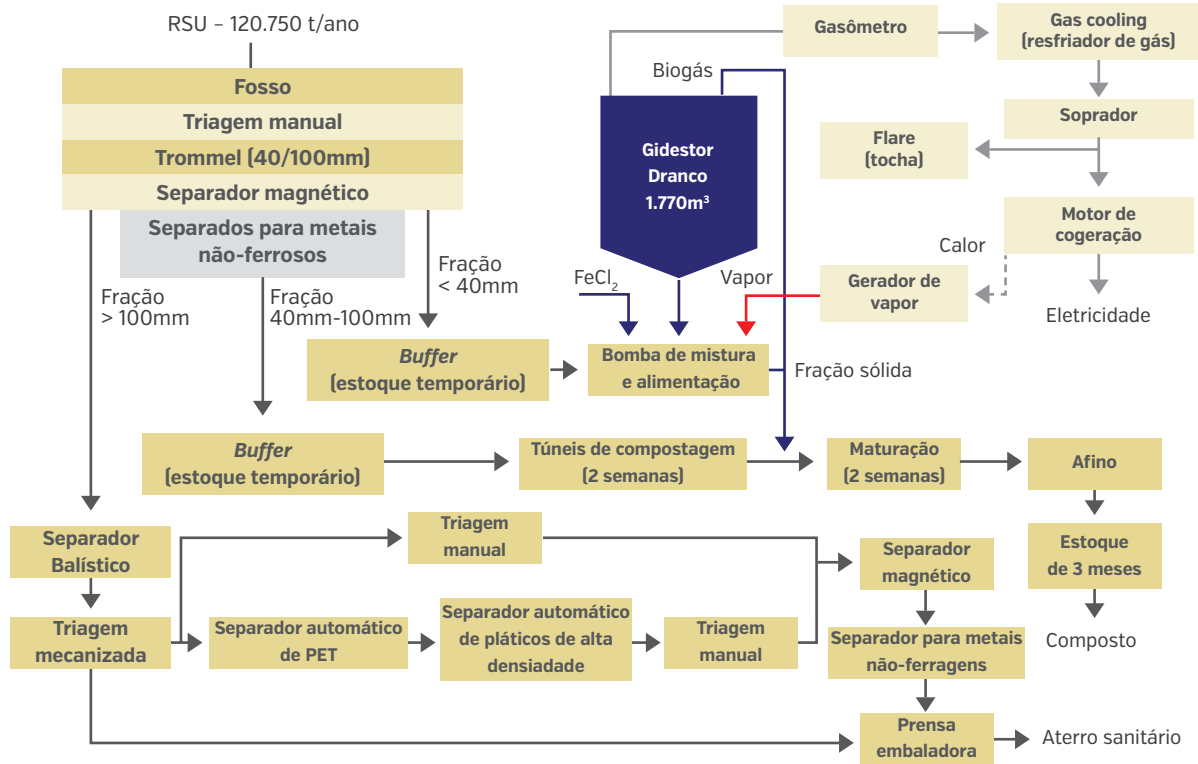 RSU – 120.750 t/ano
Fosso
Triagem manual
Trommel (40/100mm)
Separador magnético
Separados para metais
não-ferrosos
Fração
> 100mm
Fração
40mm-100mm
Fração
< 40mm
Biogás
Gidestor
Dranco
1.770m³
Gasômetro
Gas cooling
(resfriador de gás)
Soprador
Flare
(tocha)
Motor de
cogeração
Calor
Gerador de
vapor
Eletricidade
FeCl₂
Vapor
Buffer
(estoque temporário)
Bomba de mistura
e alimentação
Fração sólida
Buffer
(estoque temporário)
Túneis de compostagem
(2 semanas)
Maturação
(2 semanas)
Afino
Estoque
de 3 meses
Composto
Separador
Balístico
Triagem
manual
Separador
magnético
Triagem
mecanizada
Separador automático
de PET
Separador automático
de pláticos de alta
densiadade
Triagem
manual
Separador para metais
não-ferragens
Prensa
embaladora
Aterro sanitário